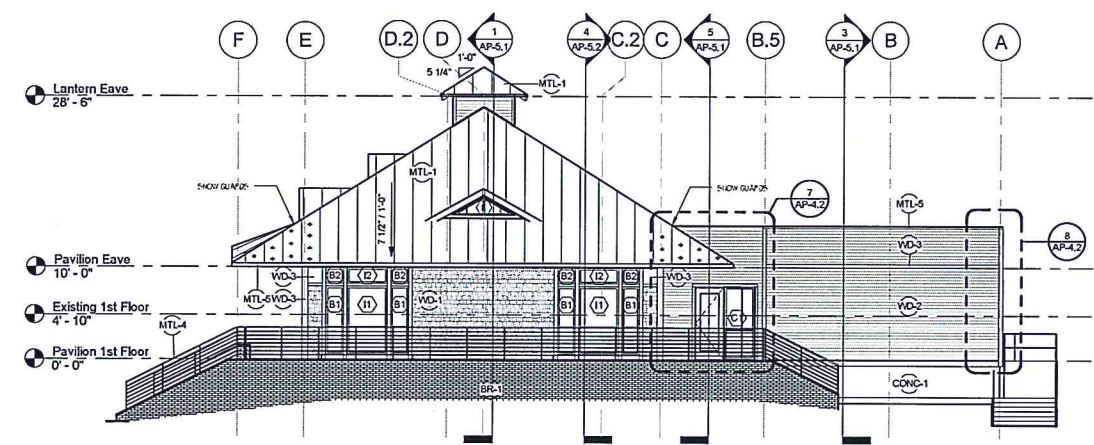 F E D.2 D 1 AP-5.1 4 AP-5.2 C.2 C 5 AP-5.1 B.5 3 AP-5.1 B A
1'-0"
5 1/4"
MTL-1
Lantern Eave
28' - 6"
MTL-1
SNOW GUARDS
SNOW GUARDS
7
AP-4.2
MTL-5
7 1/2" / 1'-0"
8
AP-4.2
WD-3
Pavilion Eave
10' - 0"
WD-3 B2 I2 B2 I2 B2 B2 WD-3
MTL-5 WD-3 B1 I1 B1 WD-1 B1 I1 B1 C WD-2
Existing 1st Floor
4' - 10"
MTL-4
Pavilion 1st Floor
0' - 0"
BR-1
CONC-1